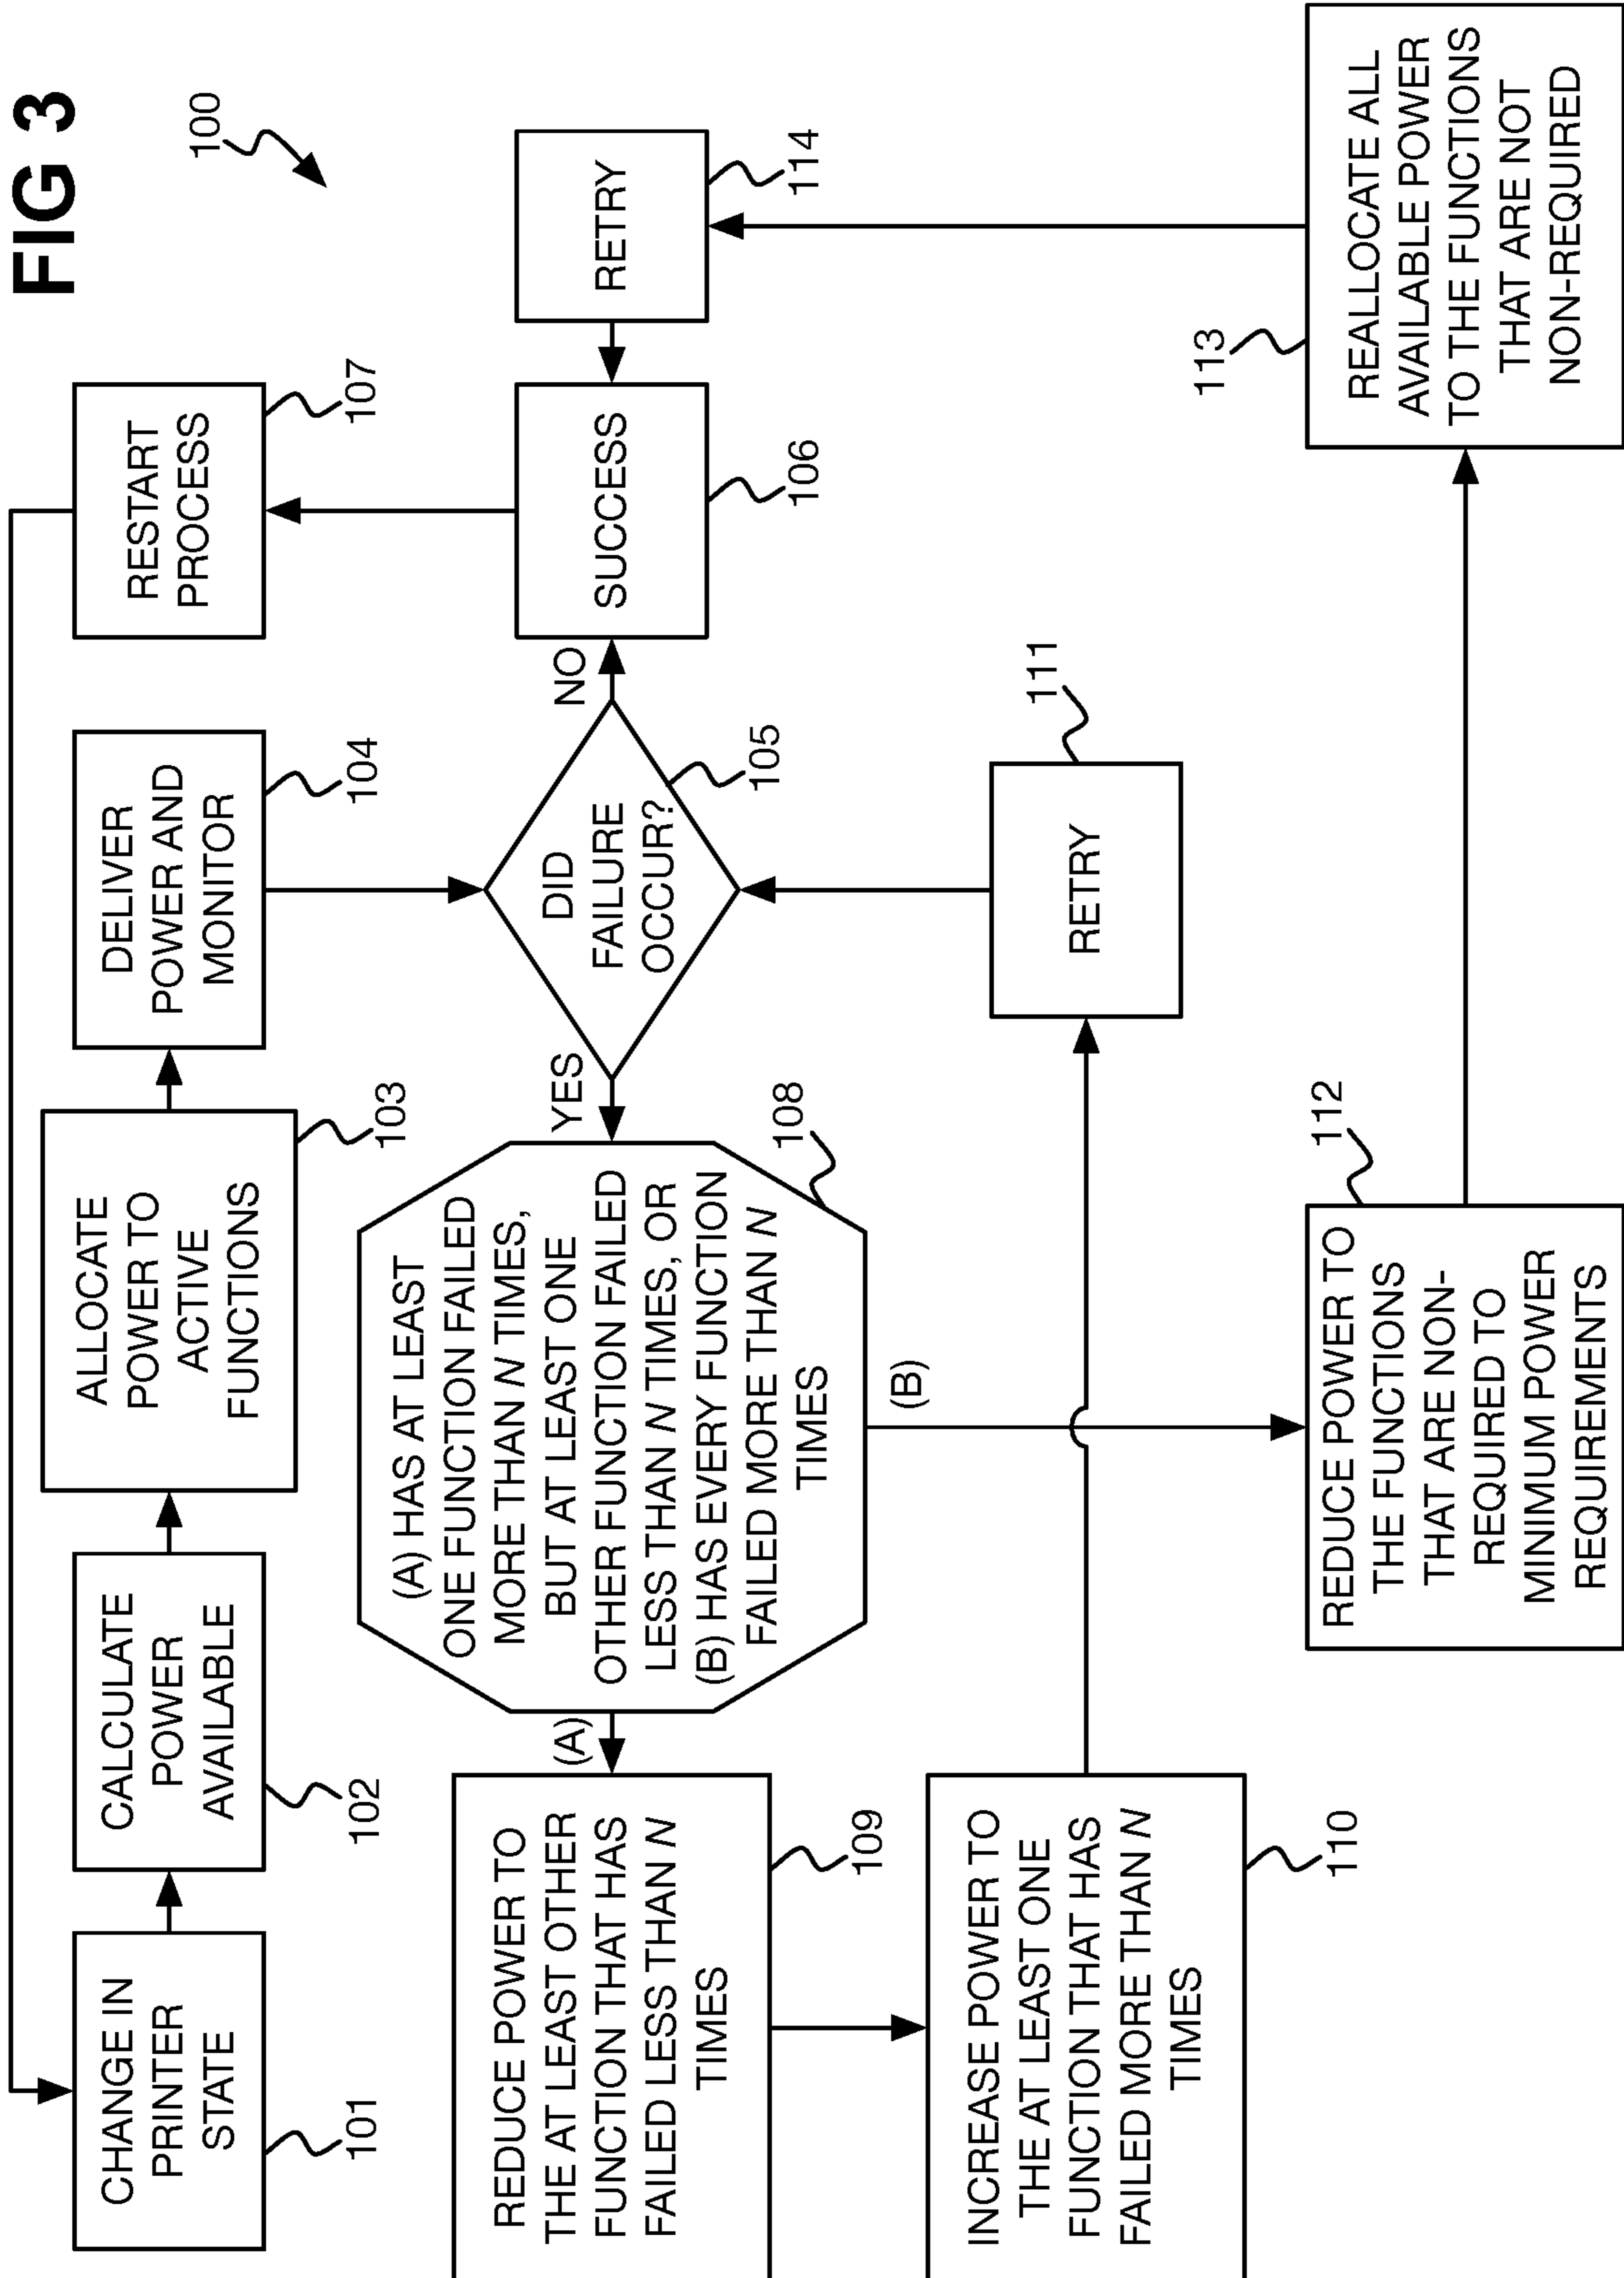 FIG 3
100
CHANGE IN
PRINTER
STATE
101
CALCULATE
POWER
AVAILABLE
102
ALLOCATE
POWER TO
ACTIVE
FUNCTIONS
103
DELIVER
POWER AND
MONITOR
104
RESTART
PROCESS
107
DID
FAILURE
OCCUR?
105
NO
YES
SUCCESS
106
RETRY
114
(A) HAS AT LEAST
ONE FUNCTION FAILED
MORE THAN N TIMES,
BUT AT LEAST ONE
OTHER FUNCTION FAILED
LESS THAN N TIMES, OR
(B) HAS EVERY FUNCTION
FAILED MORE THAN N
TIMES
108
(A)
(B)
REDUCE POWER TO
THE AT LEAST OTHER
FUNCTION THAT HAS
FAILED LESS THAN N
TIMES
109
INCREASE POWER TO
THE AT LEAST ONE
FUNCTION THAT HAS
FAILED MORE THAN N
TIMES
110
RETRY
111
REDUCE POWER TO
THE FUNCTIONS
THAT ARE NON-
REQUIRED TO
MINIMUM POWER
REQUIREMENTS
112
REALLOCATE ALL
AVAILABLE POWER
TO THE FUNCTIONS
THAT ARE NOT
NON-REQUIRED
113